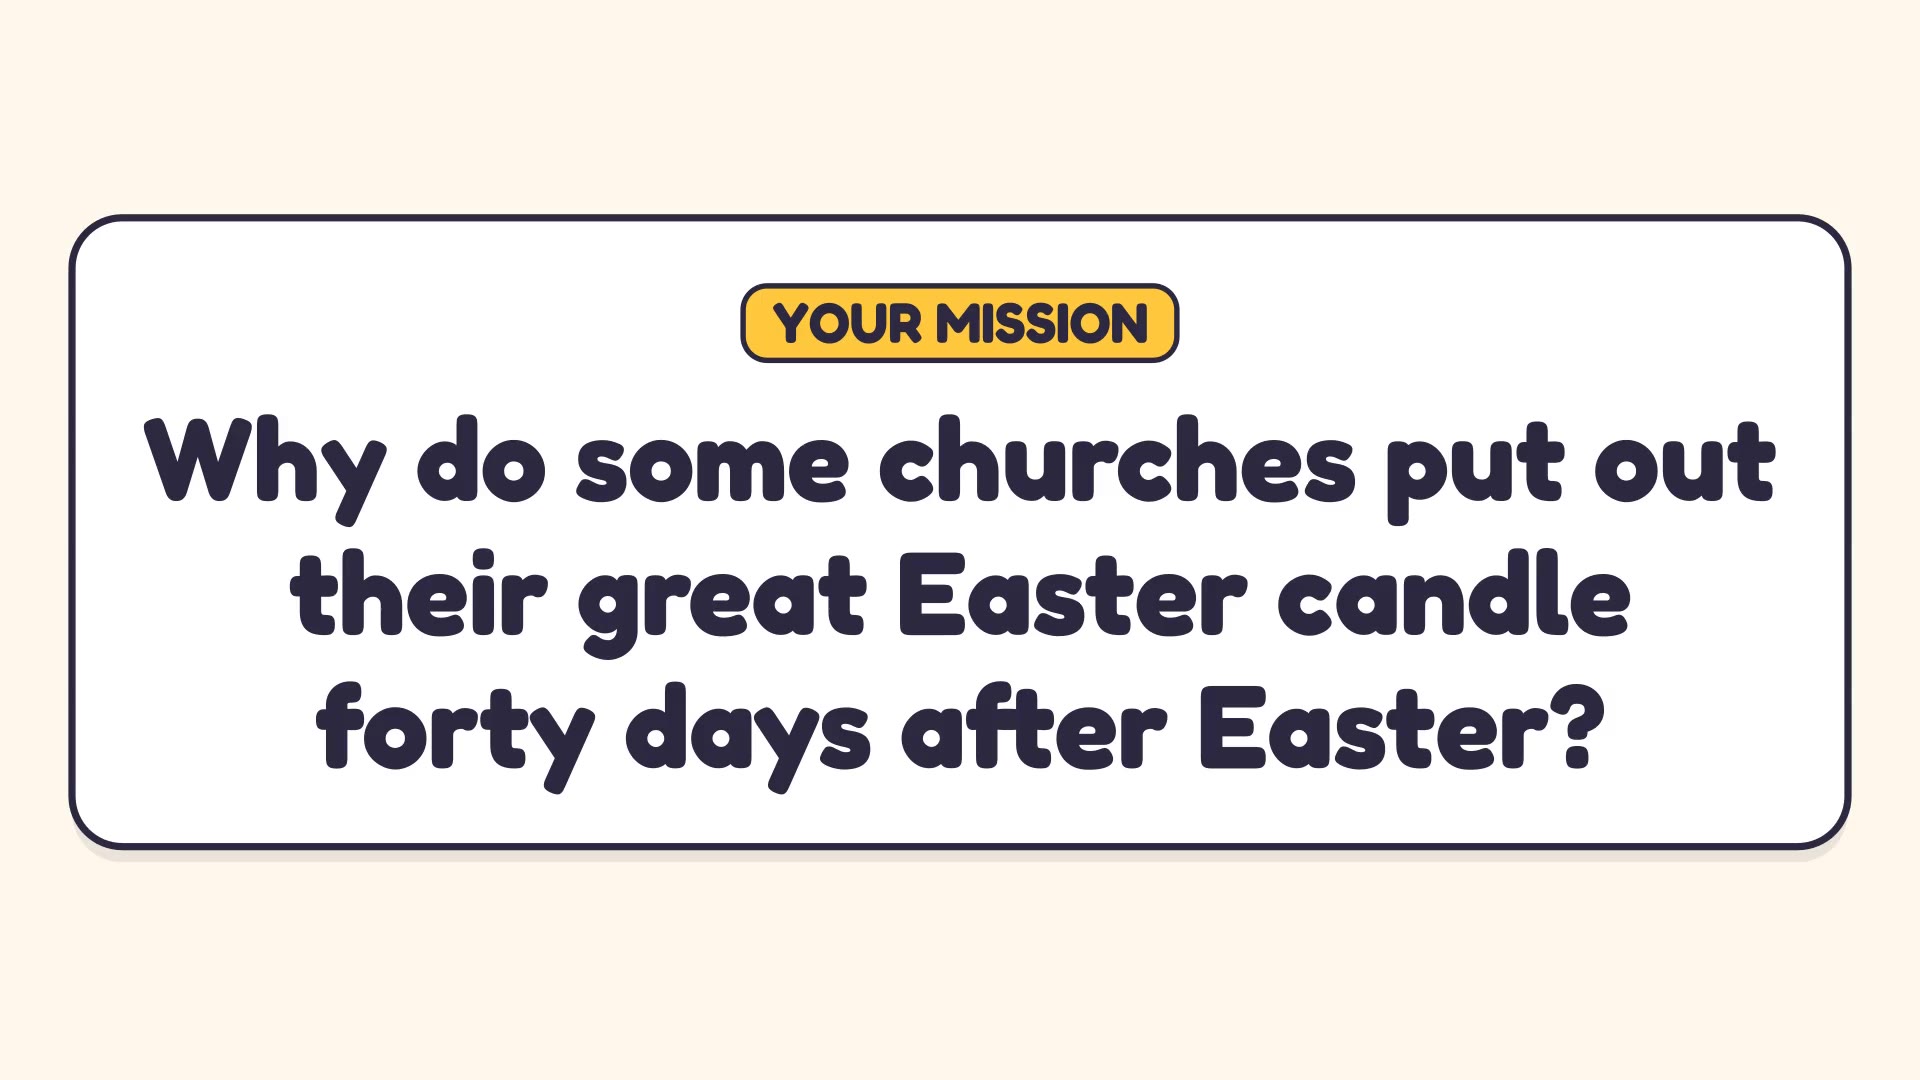 YOUR MISSION
Why do some churches put out
their great Easter candle
forty days after Easter?